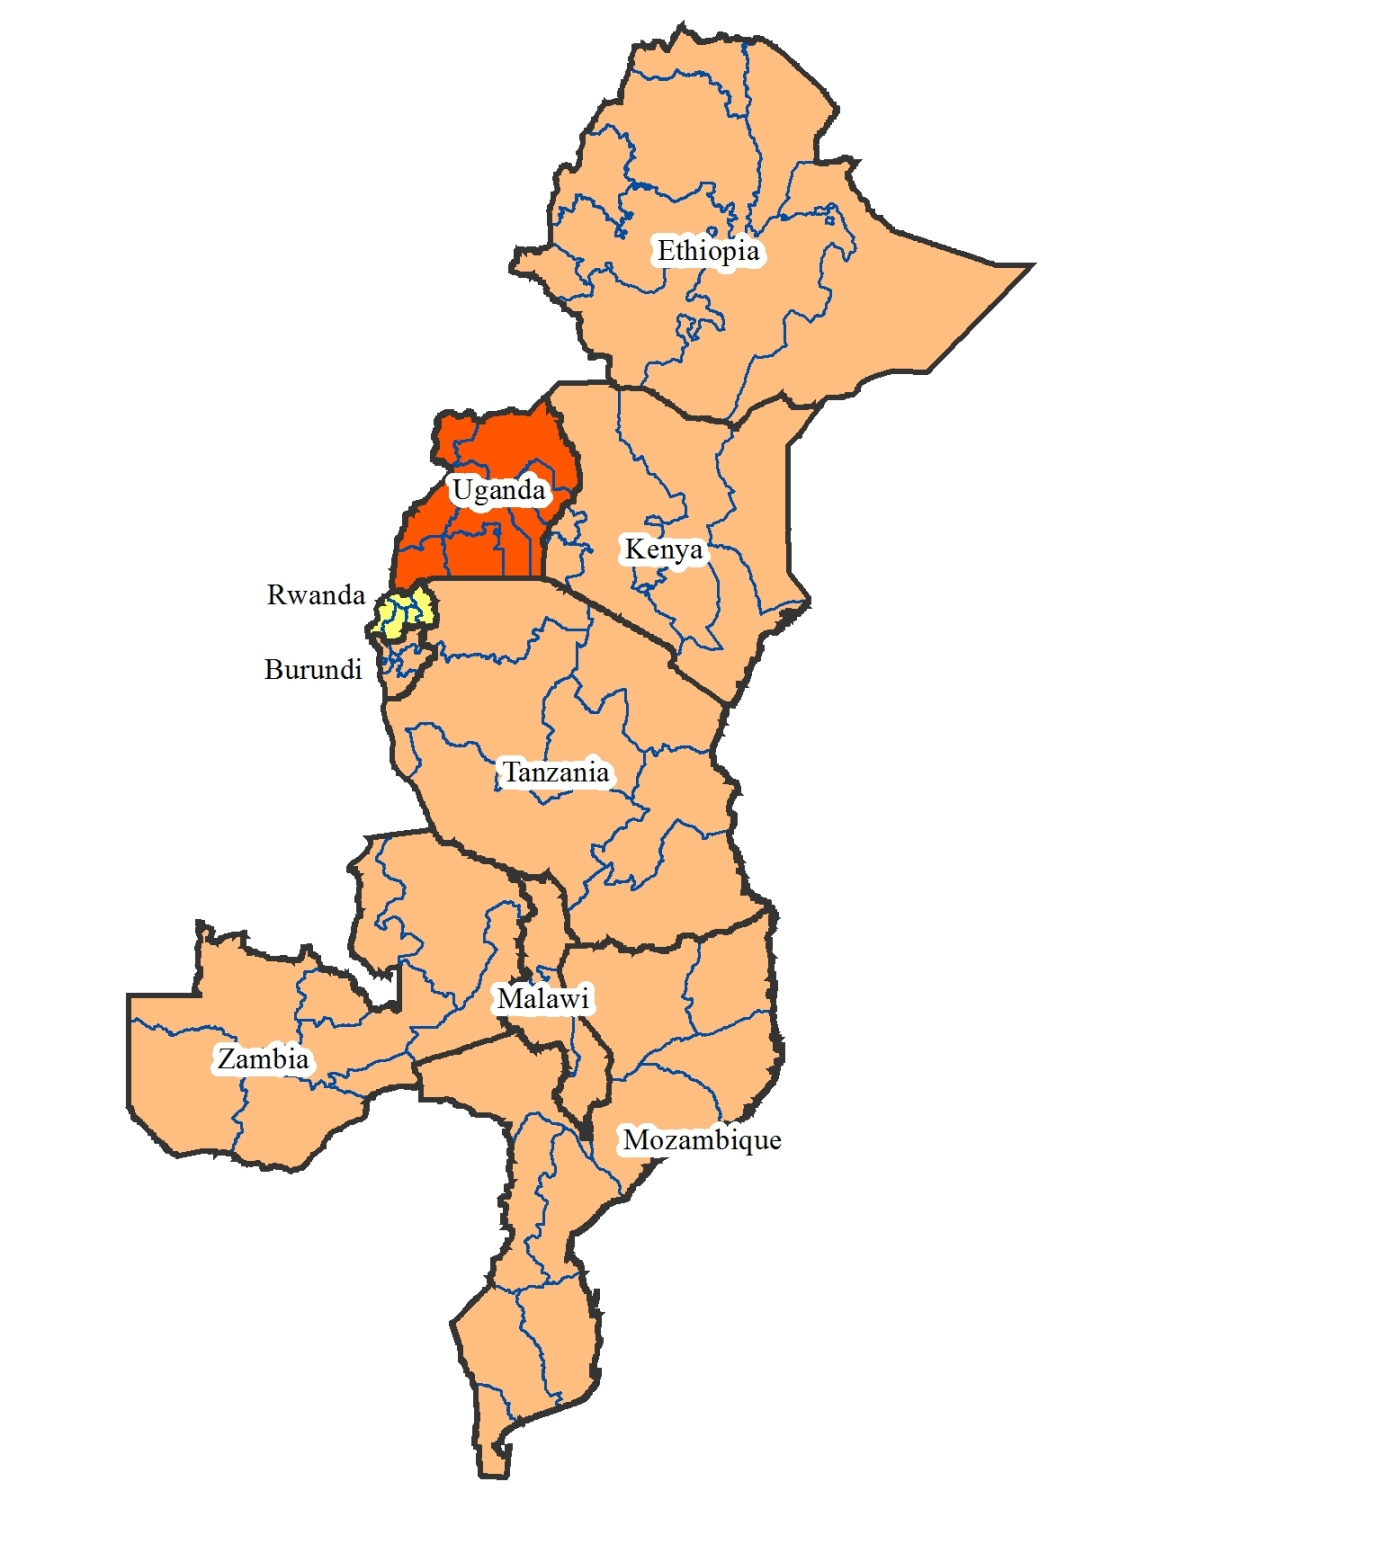 Ethiopia
Uganda
Kenya
Rwanda
Burundi
Tanzania
Malawi
Zambia
Mozambique